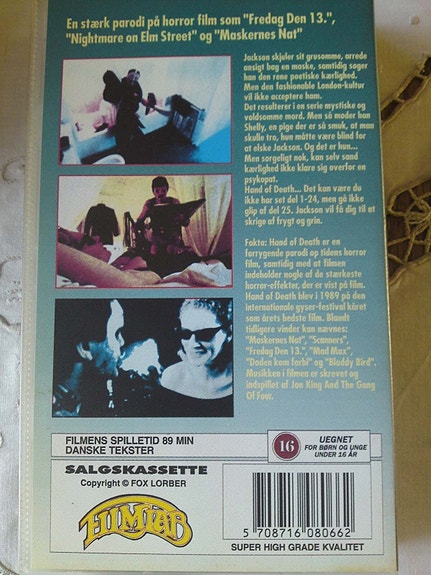 En stærk parodi på horror film som "Fredag Den 13.",
"Nightmare on Elm Street" og "Maskernes Nat"
Jackson skjuler sit grusomme, arrede
ansigt bag en maske, samtidig søger
han den rene poetiske kærlighed.
Men den fashionable London-kultur
vil ikke acceptere ham.
Det resulterer i en serie mystiske og
voldsomme mord. Men så møder han
Shelly, en pige der er så smuk, at man
skulle tro, hun måtte være blind for
at elske Jackson. Og det er hun...
Men sorgeligt nok, kan selv sand
kærlighed ikke klare sig overfor en
psykopat.
Hand of Death... Det kan være du
ikke har set del 1-24, men gå ikke
glip af del 25. Jackson vil få dig til at
skrige af frygt og grin.
Fakta: Hand of Death er en
forrygende parodi op tidens horror
film, samtidig med at filmen
indeholder nogle af de stærkeste
horror-effekter, der er vist på film.
Hand of Death blev i 1989 på den
internationale gyser-festival kåret
som årets bedste film. Blandt
tidligere vinder kan nævnes:
"Maskernes Nat", "Scanners",
"Fredag Den 13.", "Mad Max",
"Døden kom forbi" og "Bloddy Bird".
Musikken i filmen er skrevet og
indspillet af Jon King And The Gang
Of Four.
FILMENS SPILLETID 89 MIN
DANSKE TEKSTER
16
UEGNET
FOR BØRN OG UNGE
UNDER 16 ÅR
SALGSKASSETTE
Copyright © FOX LORBER
FILMLAB
5 708716 080662
SUPER HIGH GRADE KVALITET